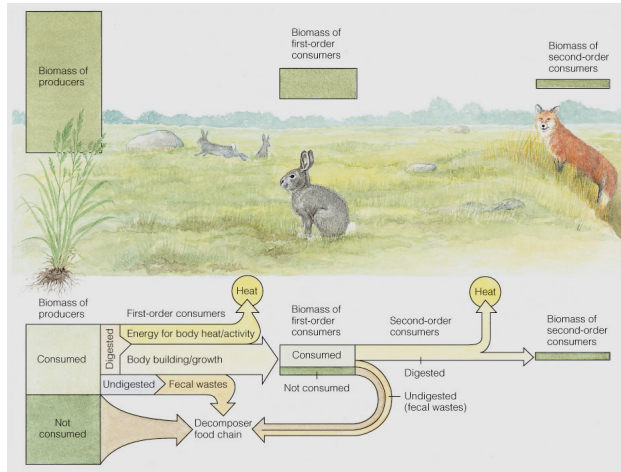 Biomass of
producers
Biomass of
first-order
consumers
Biomass of
second-order
consumers
Biomass of
producers
First-order consumers
Heat
Biomass of
first-order
consumers
Second-order
consumers
Heat
Biomass of
second-order
consumers
Consumed
Digested
Energy for body heat/activity
Body building/growth
Undigested
Fecal wastes
Consumed
Not consumed
Digested
Undigested
(fecal wastes)
Not
consumed
Decomposer
food chain